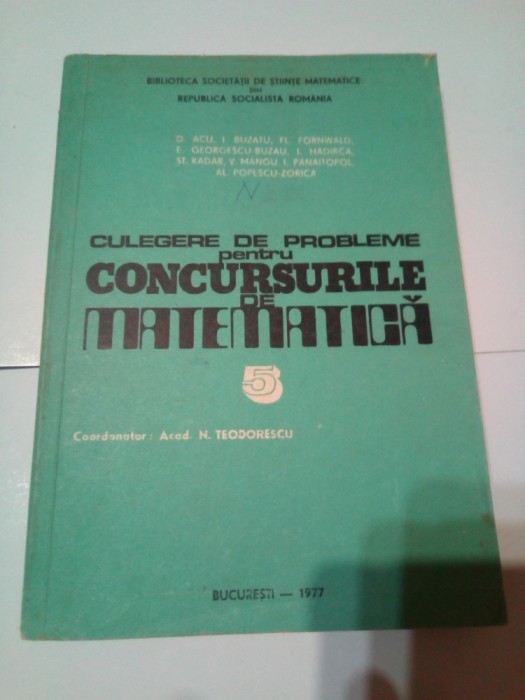 BIBLIOTECA SOCIETĂȚII DE ȘTIINȚE MATEMATICE
DIN
REPUBLICA SOCIALISTĂ ROMÂNIA
D. ACU, I. BUZATU, FL. FORNWALD,
E. GEORGESCU-BUZĂU, I. HADÎRCĂ,
ST. RADAR, V. MANGU, L. PANAITOPOL,
AL. POPESCU-ZORICA
N
CULEGERE DE PROBLEME
pentru
CONCURSURILE
DE
MATEMATICĂ
5
Coordonator: Acad. N. TEODORESCU
BUCUREȘTI — 1977